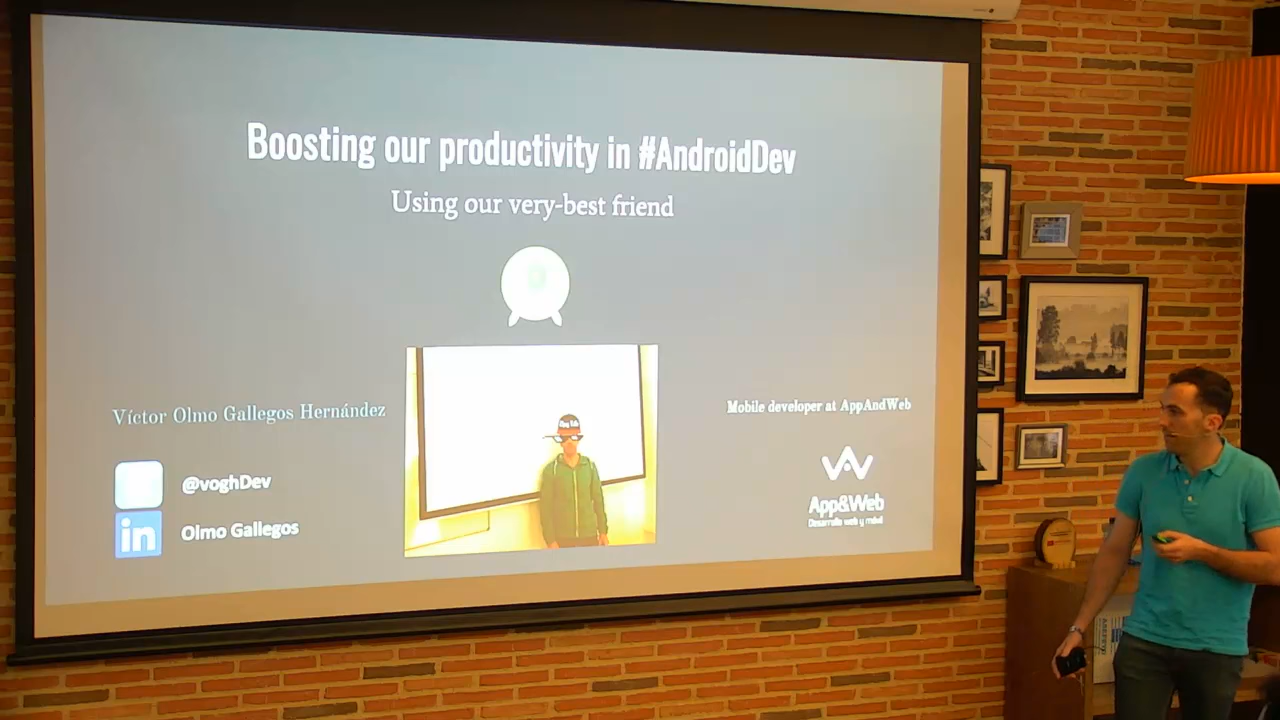 Boosting our productivity in #AndroidDev
Using our very-best friend
Víctor Olmo Gallegos Hernández
@voghDev
in
Olmo Gallegos
Mobile developer at AppAndWeb
App&Web
Desarrollo web y móvil